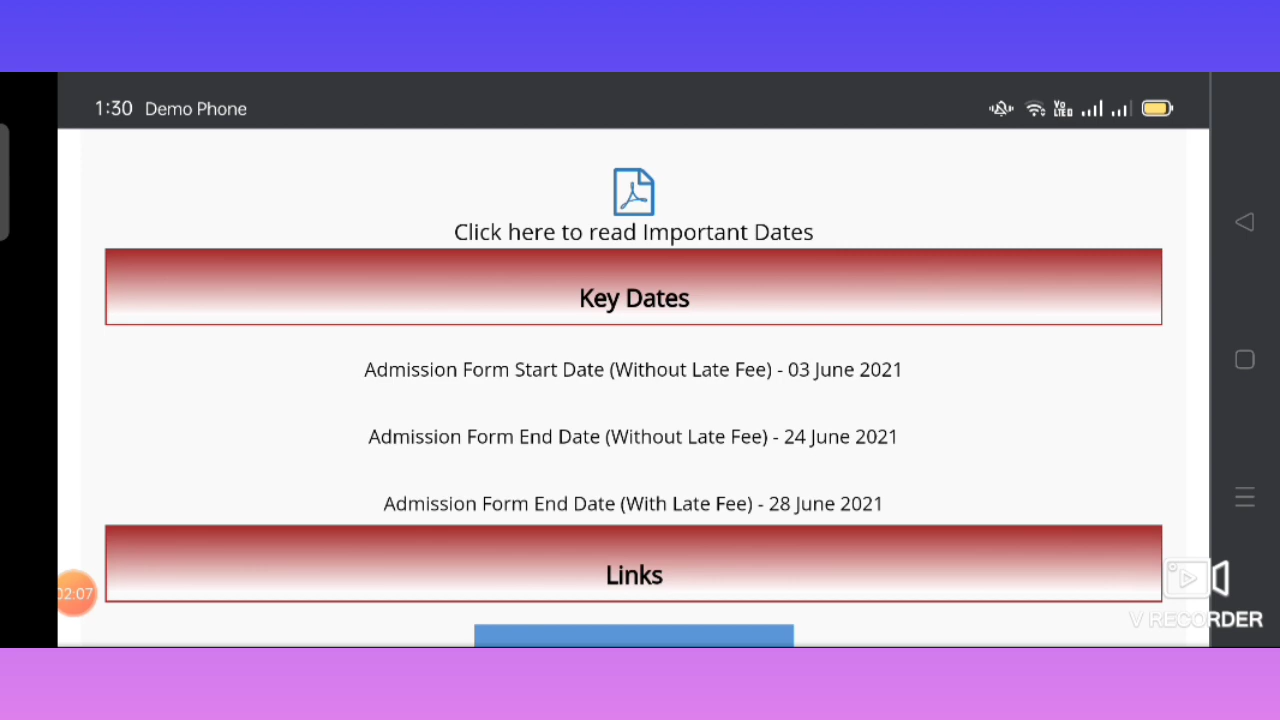 1:30 Demo Phone
Vo
LTE
Click here to read Important Dates
Key Dates
Admission Form Start Date (Without Late Fee) - 03 June 2021
Admission Form End Date (Without Late Fee) - 24 June 2021
Admission Form End Date (With Late Fee) - 28 June 2021
Links
02:07
V RECORDER